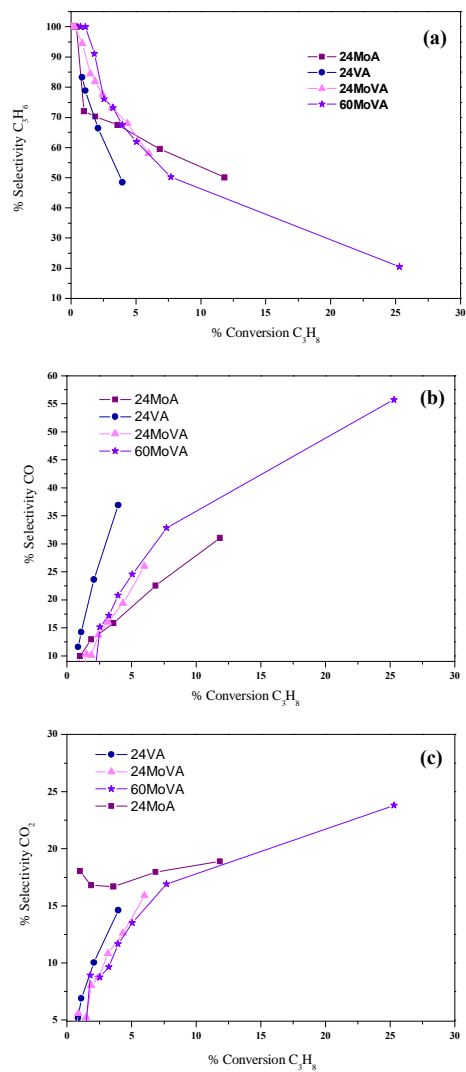 (a)
24MoA
24VA
24MoVA
60MoVA
% Selectivity C3H6
100
90
80
70
60
50
40
30
20
10
0 5 10 15 20 25 30
% Conversion C3H8
(b)
24MoA
24VA
24MoVA
60MoVA
% Selectivity CO
60
55
50
45
40
35
30
25
20
15
10
0 5 10 15 20 25 30
% Conversion C3H8
(c)
24VA
24MoVA
60MoVA
24MoA
% Selectivity CO2
30
25
20
15
10
5
0 5 10 15 20 25 30
% Conversion C3H8